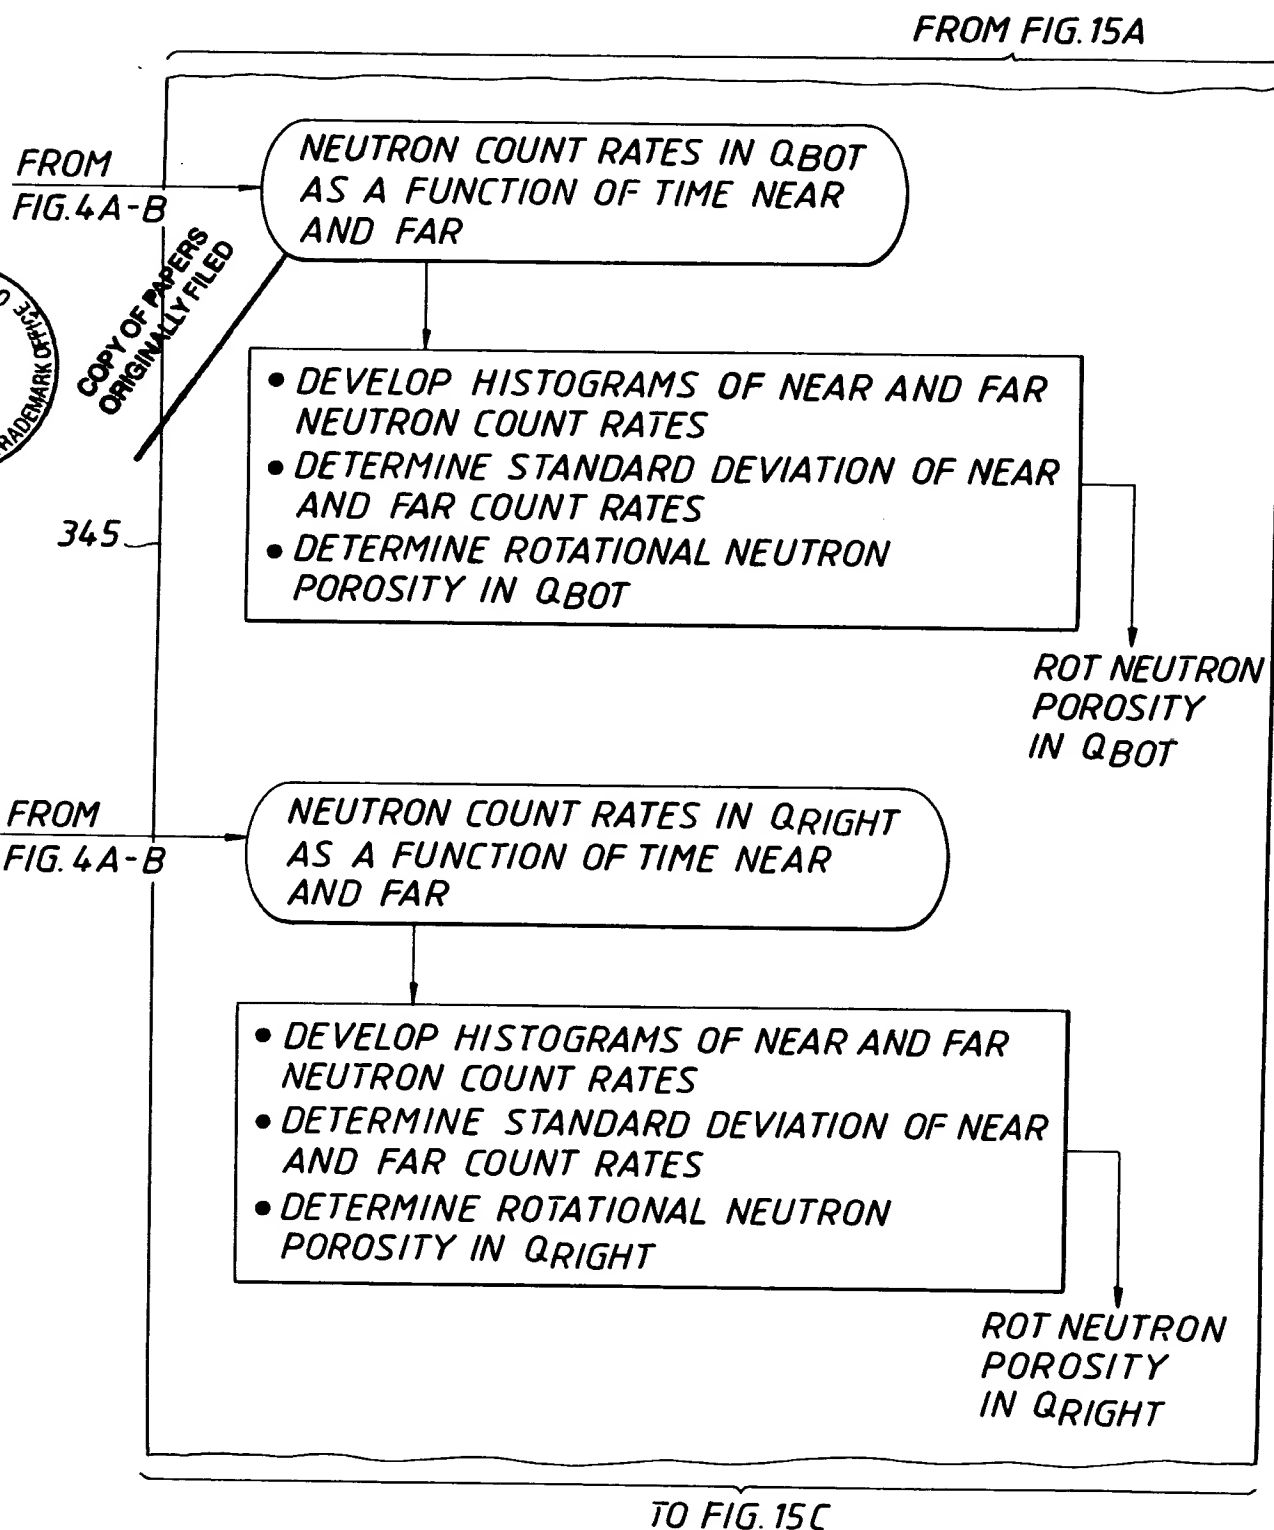 FROM FIG. 15A
FROM
FIG. 4A-B
NEUTRON COUNT RATES IN QBOT
AS A FUNCTION OF TIME NEAR
AND FAR
COPY OF PAPERS
ORIGINALLY FILED
TRADEMARK OFFICE
• DEVELOP HISTOGRAMS OF NEAR AND FAR
NEUTRON COUNT RATES
• DETERMINE STANDARD DEVIATION OF NEAR
AND FAR COUNT RATES
• DETERMINE ROTATIONAL NEUTRON
POROSITY IN QBOT
345
ROT NEUTRON
POROSITY
IN QBOT
FROM
FIG. 4A-B
NEUTRON COUNT RATES IN QRIGHT
AS A FUNCTION OF TIME NEAR
AND FAR
• DEVELOP HISTOGRAMS OF NEAR AND FAR
NEUTRON COUNT RATES
• DETERMINE STANDARD DEVIATION OF NEAR
AND FAR COUNT RATES
• DETERMINE ROTATIONAL NEUTRON
POROSITY IN QRIGHT
ROT NEUTRON
POROSITY
IN QRIGHT
TO FIG. 15C